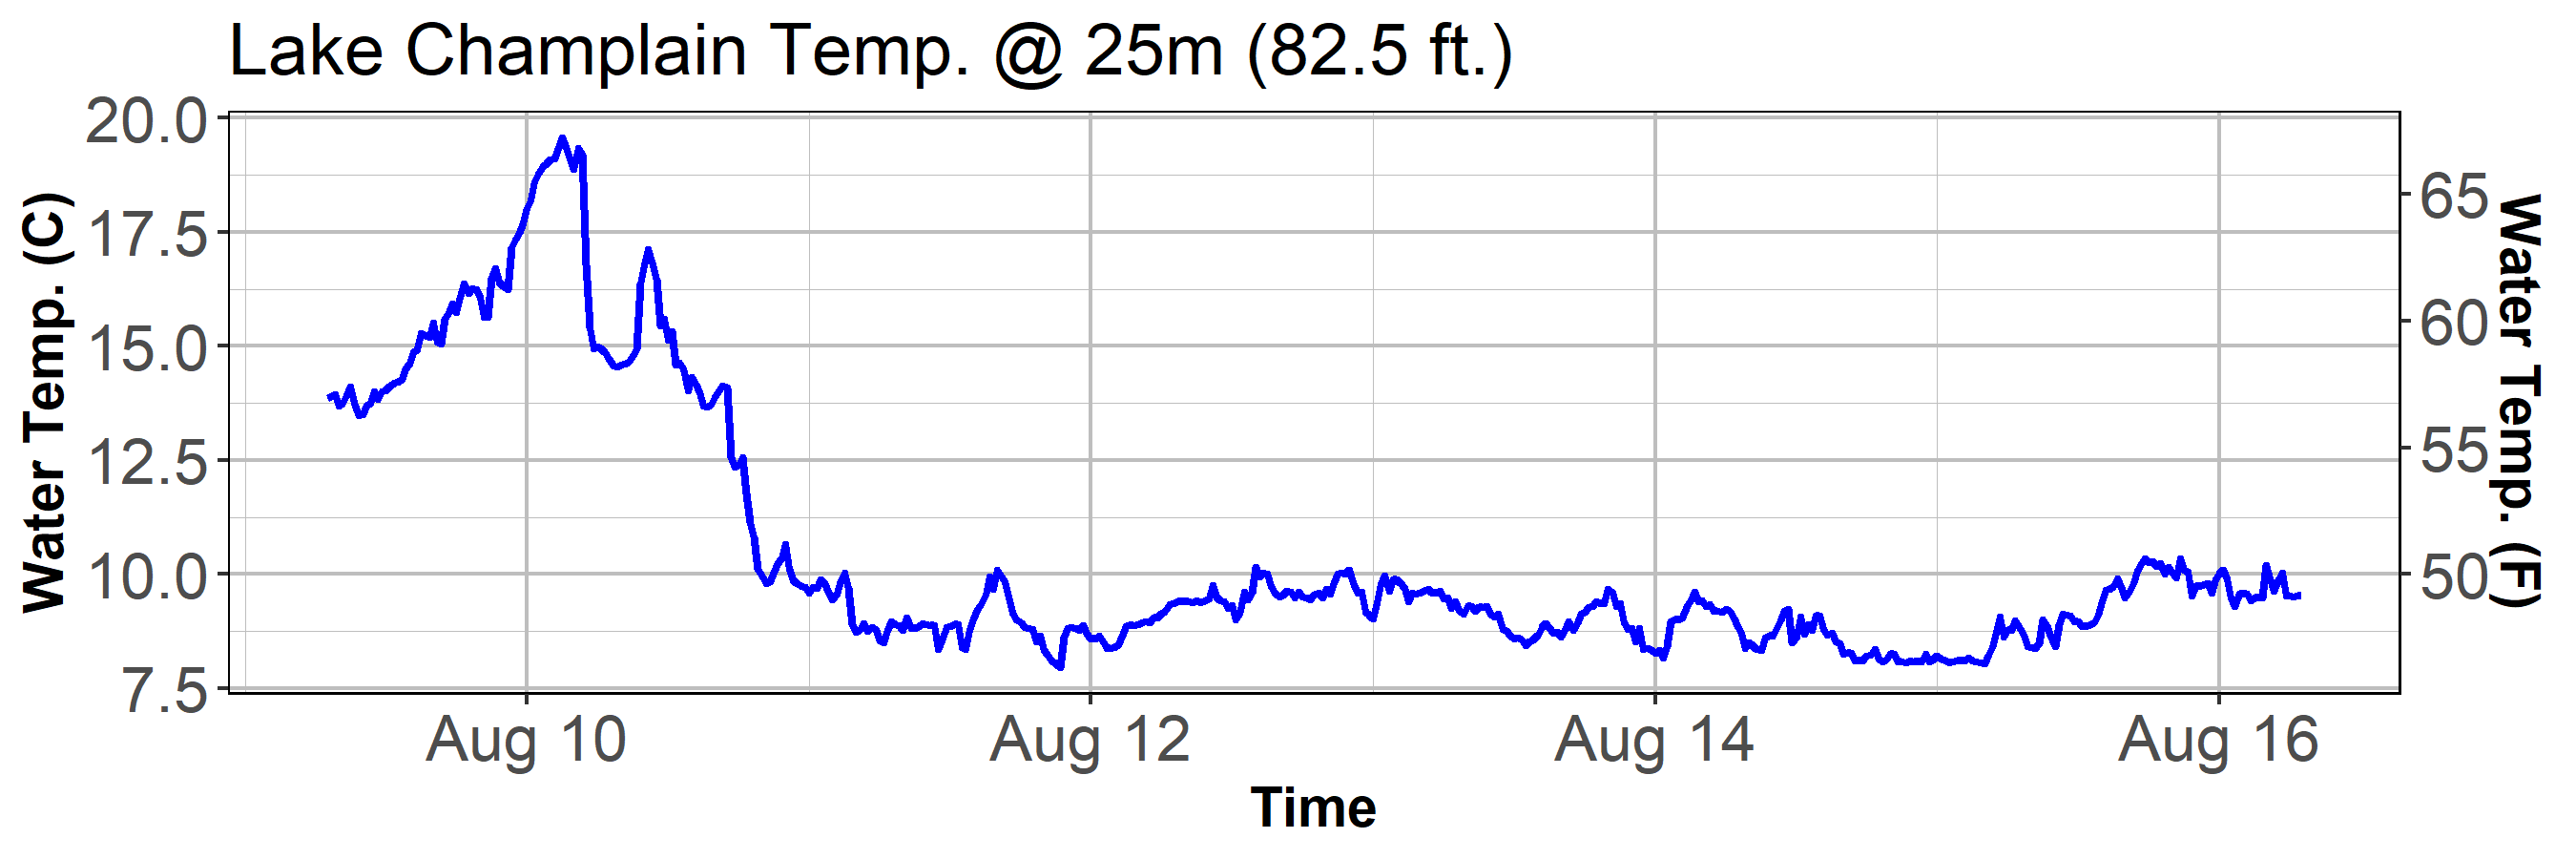 Lake Champlain Temp. @ 25m (82.5 ft.)
Water Temp. (C)
20.0
17.5
15.0
12.5
10.0
7.5
65
60
55
50
Water Temp. (F)
Aug 10 Aug 12 Aug 14 Aug 16
Time